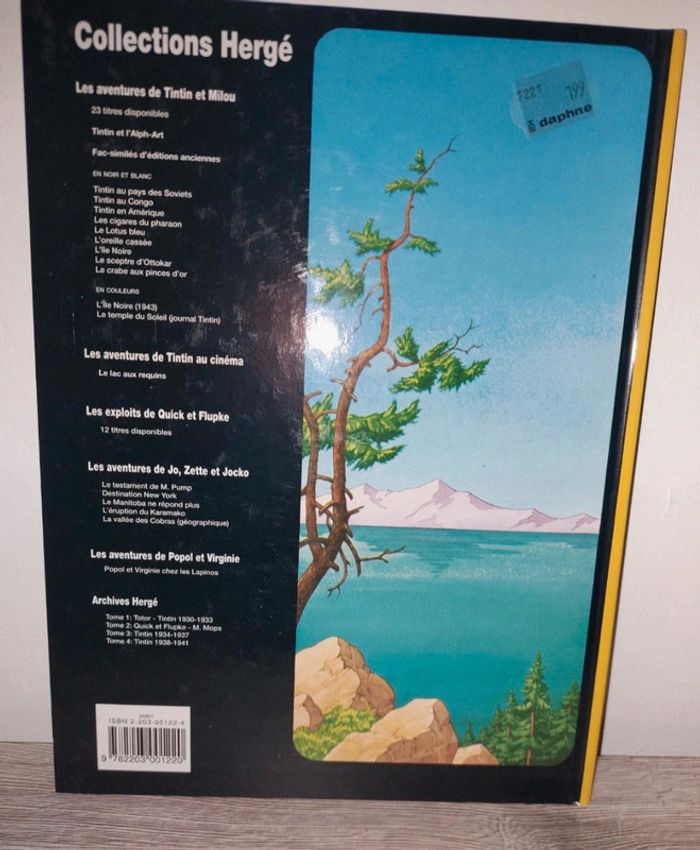 Collections Hergé
Les aventures de Tintin et Milou
23 titres disponibles
Tintin et l'Alph-Art
Fac-similés d'éditions anciennes
EN NOIR ET BLANC
Tintin au pays des Soviets
Tintin au Congo
Tintin en Amérique
Les cigares du pharaon
Le Lotus bleu
L'oreille cassée
L'île Noire
Le sceptre d'Ottokar
Le crabe aux pinces d'or
EN COULEURS
L'Île Noire (1943)
Le temple du Soleil (journal Tintin)
Les aventures de Tintin au cinéma
Le lac aux requins
Les exploits de Quick et Flupke
12 titres disponibles
Les aventures de Jo, Zette et Jocko
Le testament de M. Pump
Destination New York
Le Manitoba ne répond plus
L'éruption du Karamako
La vallée des Cobras (géographique)
Les aventures de Popol et Virginie
Popol et Virginie chez les Lapinos
Archives Hergé
Tome 1: Totor - Tintin 1930-1933
Tome 2: Quick et Flupke - M. Mops
Tome 3: Tintin 1934-1937
Tome 4: Tintin 1938-1941
ISBN 2-203-00122-4
9 782203 001220
199
daphne